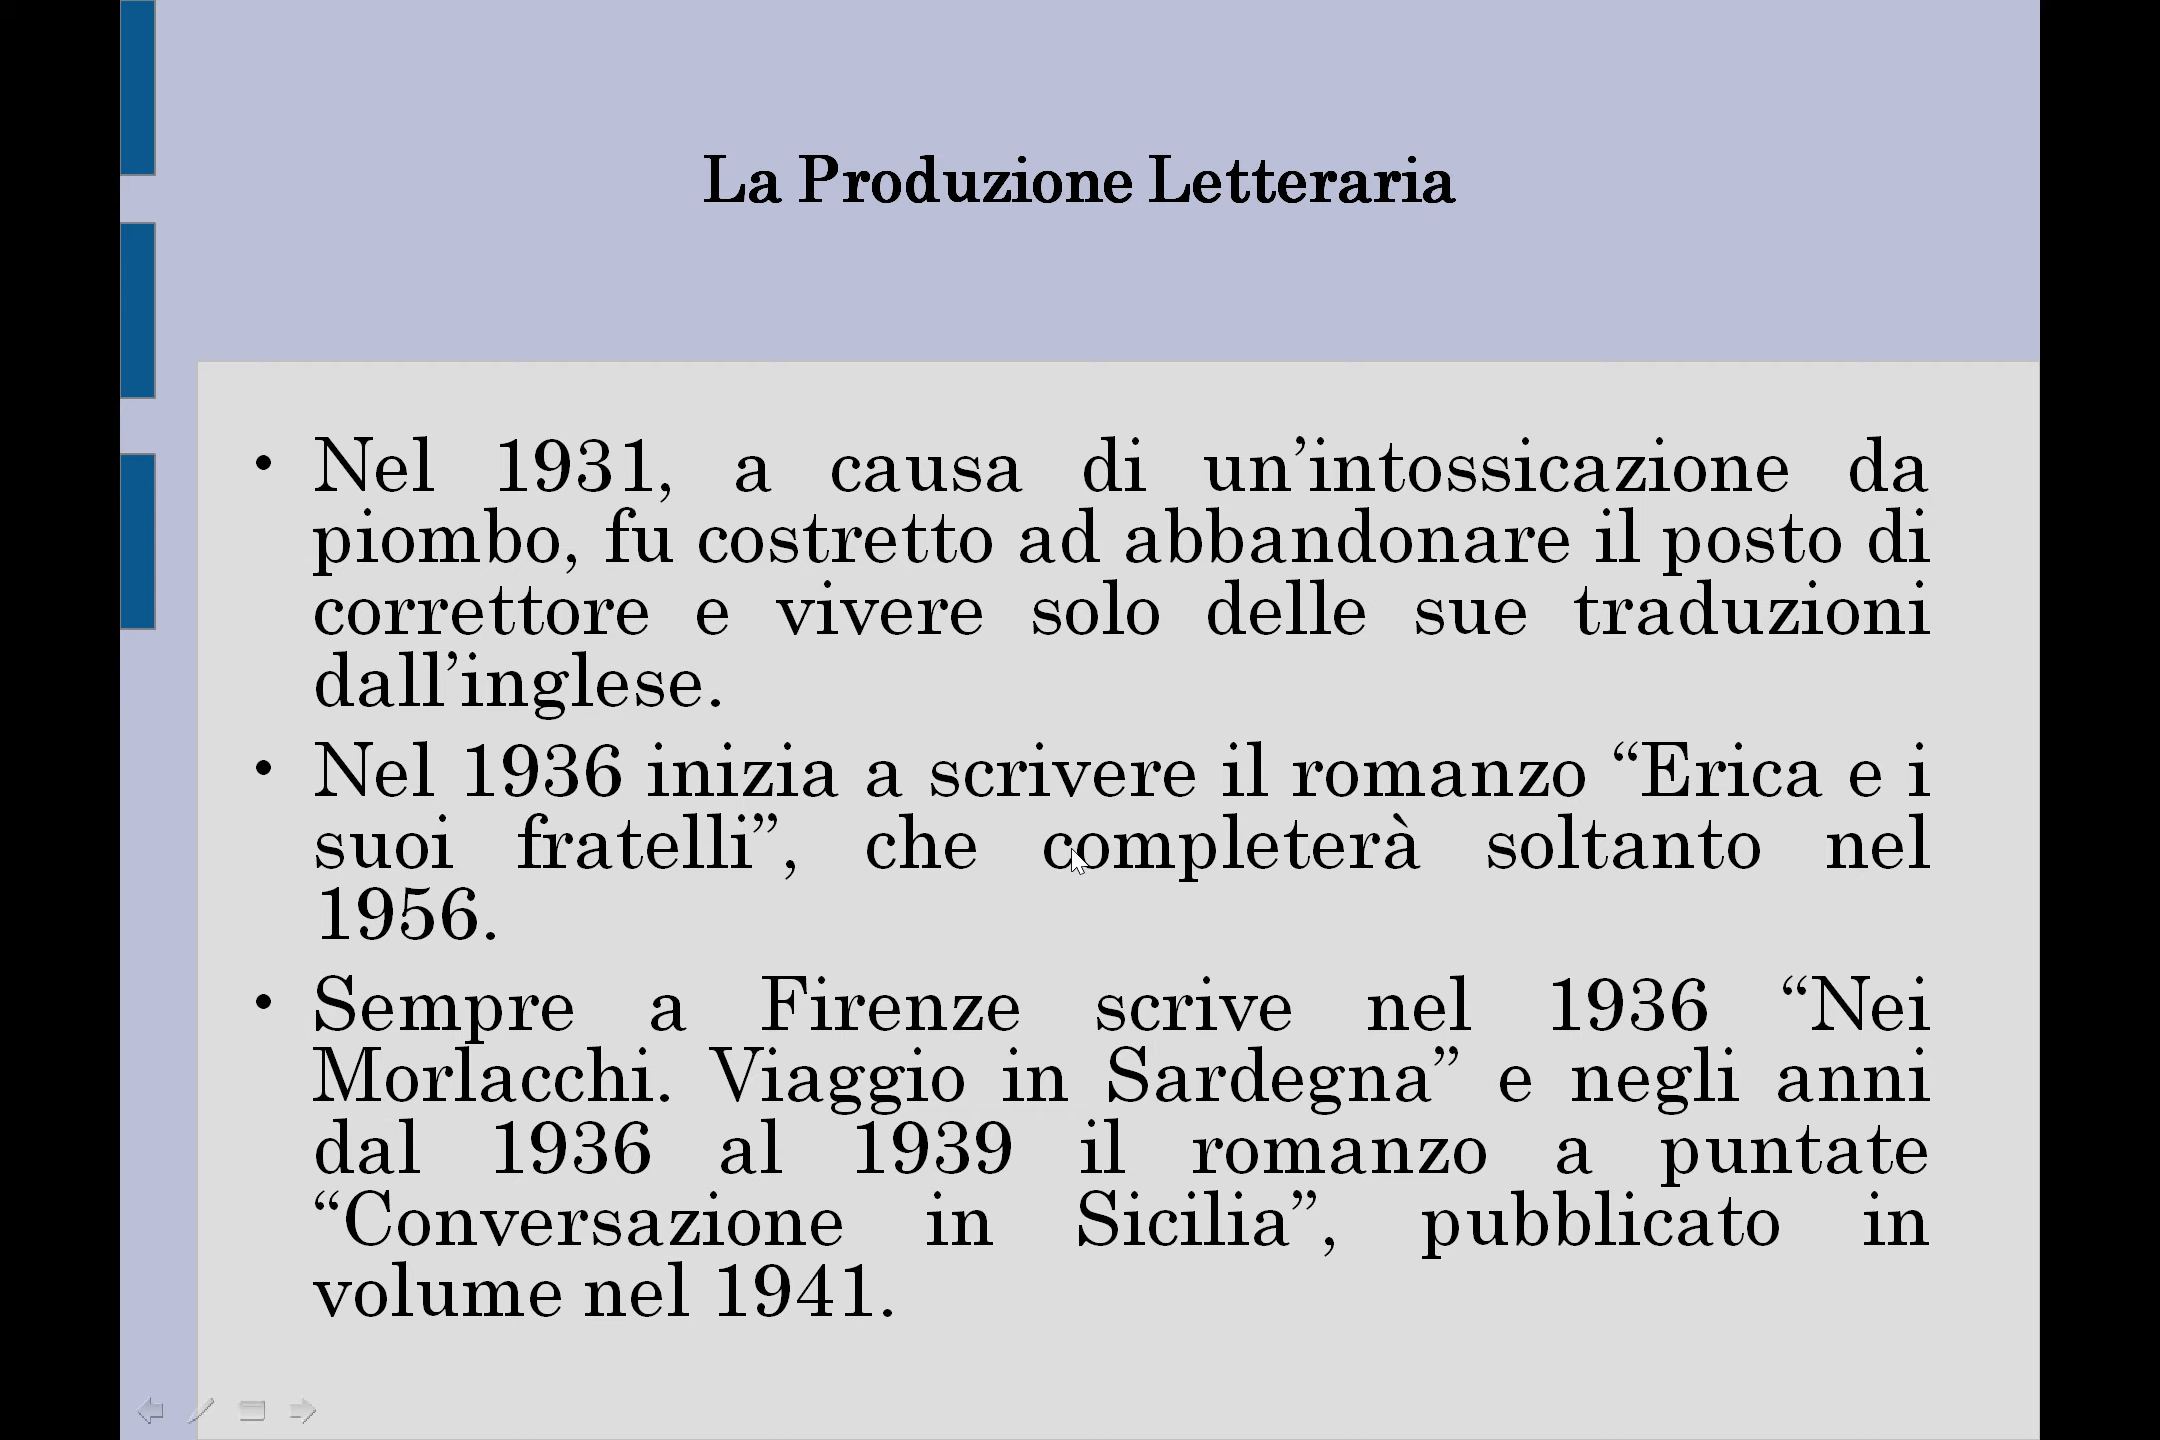 La Produzione Letteraria
• Nel 1931, a causa di un’intossicazione da
piombo, fu costretto ad abbandonare il posto di
correttore e vivere solo delle sue traduzioni
dall’inglese.
• Nel 1936 inizia a scrivere il romanzo “Erica e i
suoi fratelli”, che completerà soltanto nel
1956.
• Sempre a Firenze scrive nel 1936 “Nei
Morlacchi. Viaggio in Sardegna” e negli anni
dal 1936 al 1939 il romanzo a puntate
“Conversazione in Sicilia”, pubblicato in
volume nel 1941.